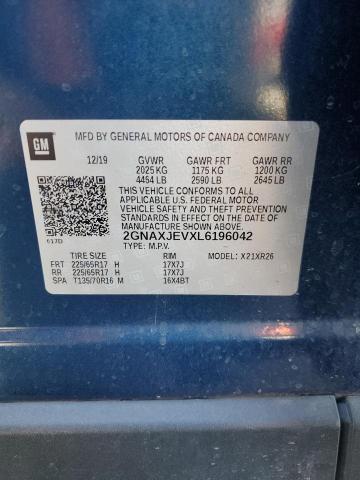 GM
MFD BY GENERAL MOTORS OF CANADA COMPANY
12/19 GVWR GAWR FRT GAWR RR
2025 KG 1175 KG 1200 KG
4464 LB 2590 LB 2645 LB
THIS VEHICLE CONFORMS TO ALL
APPLICABLE U.S. FEDERAL MOTOR
VEHICLE SAFETY AND THEFT
PREVENTION STANDARDS IN EFFECT
ON THE DATE OF MANUFACTURE
SHOWN ABOVE.
617D
2GNAXJEVXL6196042
TYPE: M.P.V.
TIRE SIZE RIM MODEL: X21XR26
FRT 225/65R17 H 17X7J
RR 225/65R17 H 17X7J
SPA T135/70R16 M 16X4BT